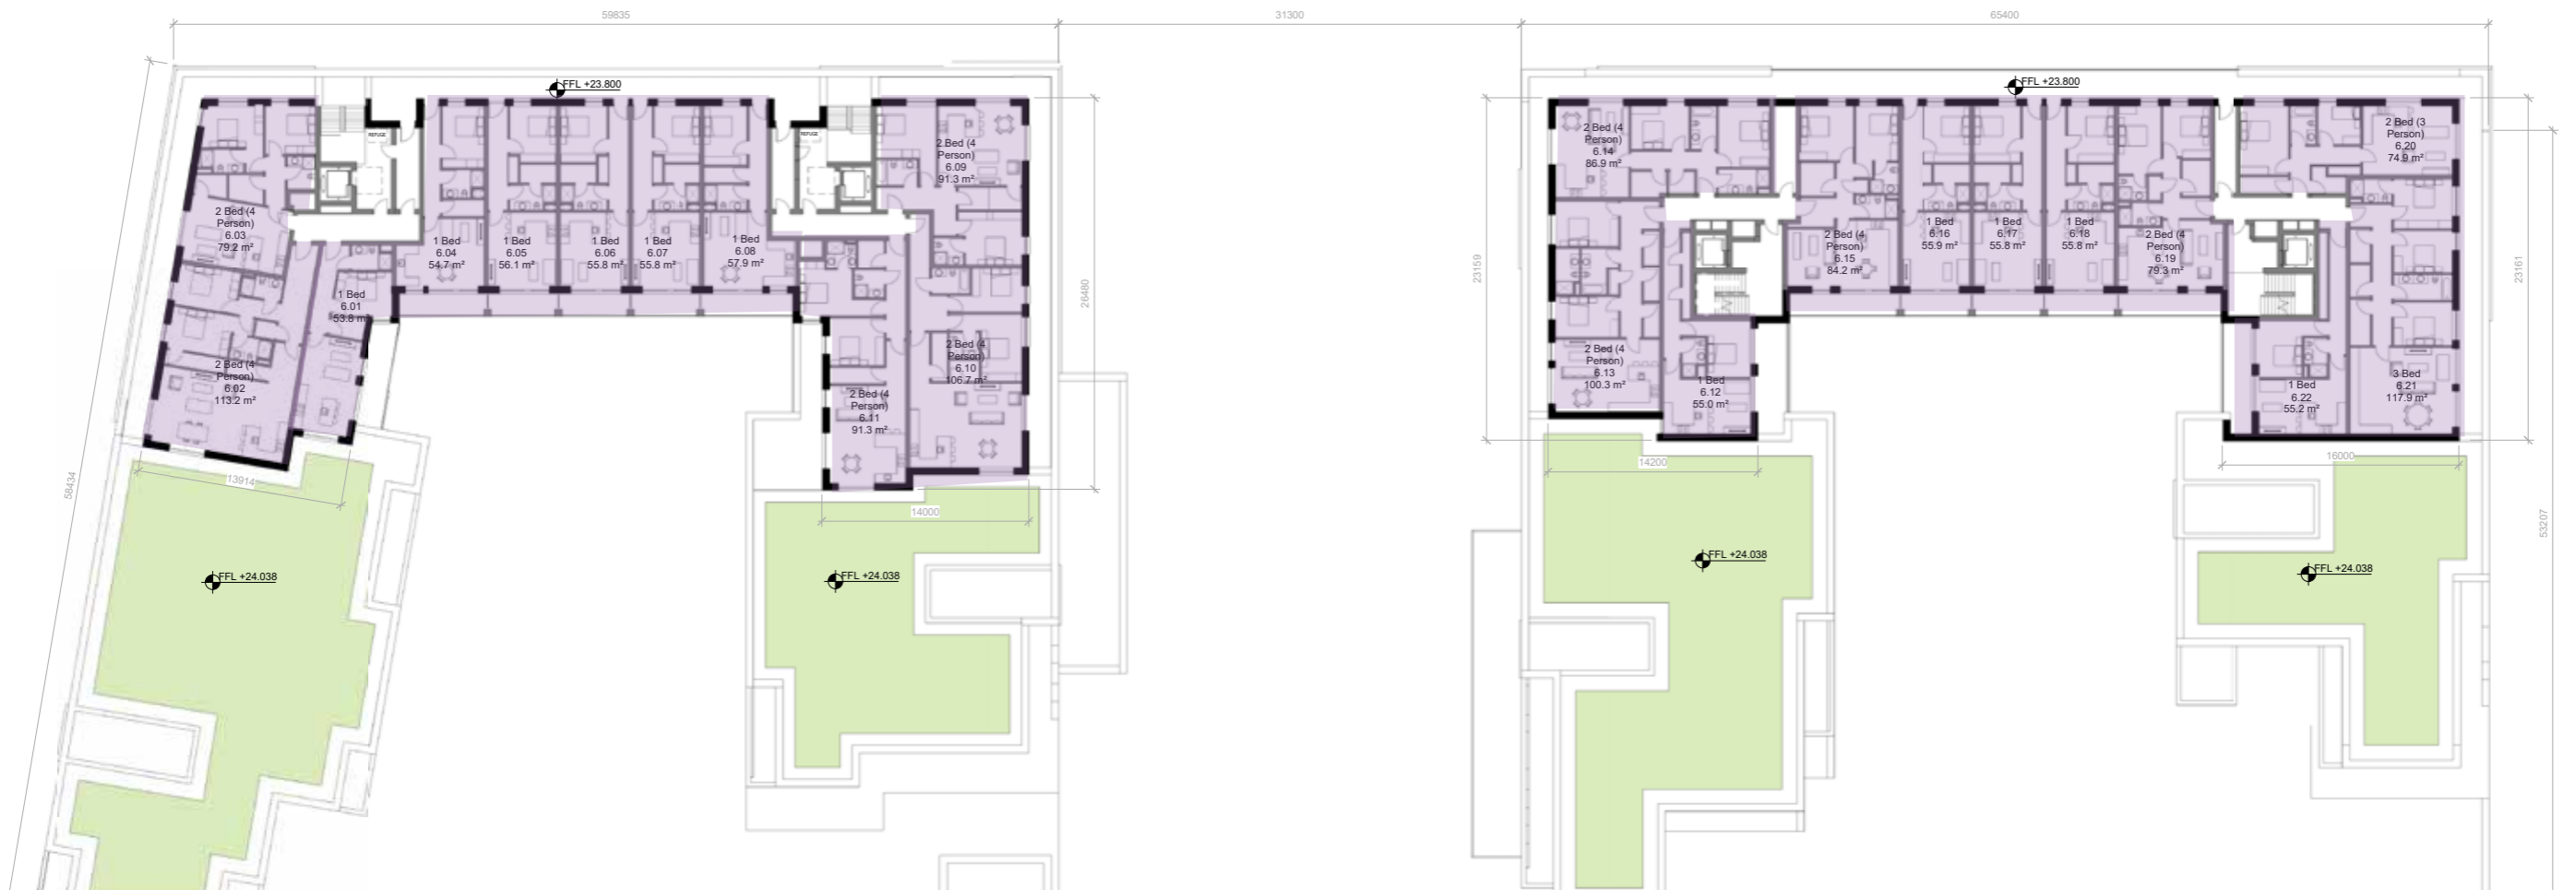 59835
31300
65400
FFL +23.800
FFL +23.800
REFUGE
REFUGE
2 Bed (4
Person)
6.03
79.2 m²
1 Bed
6.01
53.8 m²
2 Bed (4
Person)
6.02
113.2 m²
1 Bed
6.04
54.7 m²
1 Bed
6.05
56.1 m²
1 Bed
6.06
55.8 m²
1 Bed
6.07
55.8 m²
1 Bed
6.08
57.9 m²
2 Bed (4
Person)
6.09
91.3 m²
2 Bed (4
Person)
6.10
106.7 m²
2 Bed (4
Person)
6.11
91.3 m²
26480
58434
13914
14000
FFL +24.038
FFL +24.038
2 Bed (4
Person)
6.14
86.9 m²
23159
2 Bed (4
Person)
6.13
100.3 m²
1 Bed
6.12
55.0 m²
2 Bed (4
Person)
6.15
84.2 m²
1 Bed
6.16
55.9 m²
1 Bed
6.17
55.8 m²
1 Bed
6.18
55.8 m²
2 Bed (4
Person)
6.19
79.3 m²
2 Bed (3
Person)
6.20
74.9 m²
3 Bed
6.21
117.9 m²
1 Bed
6.22
55.2 m²
23161
14200
16000
53207
FFL +24.038
FFL +24.038